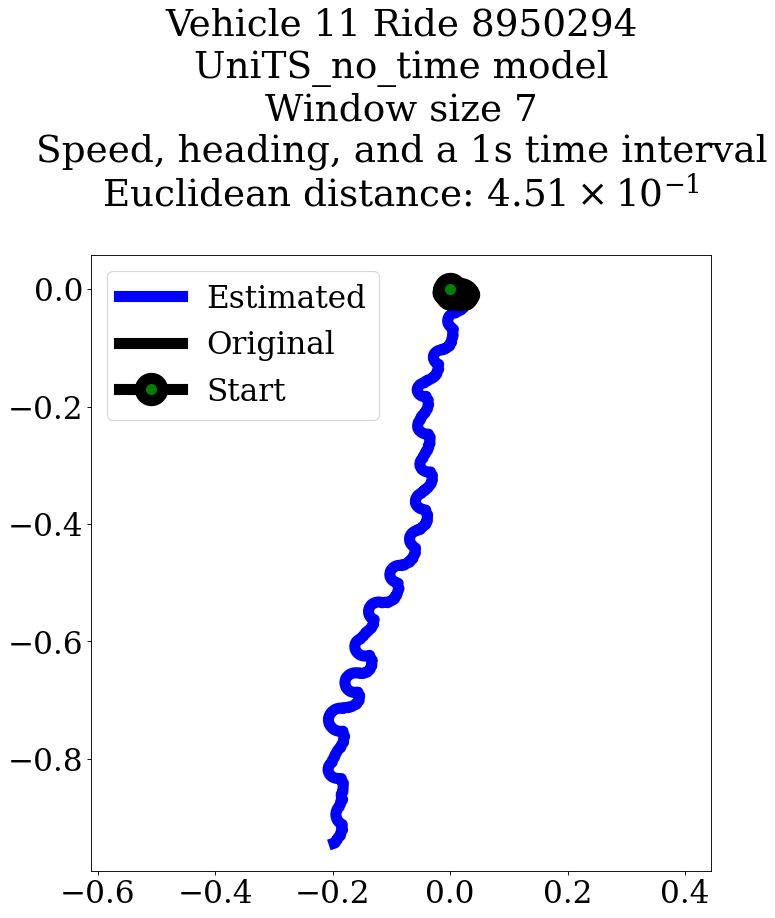 Vehicle 11 Ride 8950294
UniTS_no_time model
Window size 7
Speed, heading, and a 1s time interval
Euclidean distance: 4.51 × 10⁻¹
Estimated
Original
Start
0.0
−0.2
−0.4
−0.6
−0.8
−0.6 −0.4 −0.2 0.0 0.2 0.4